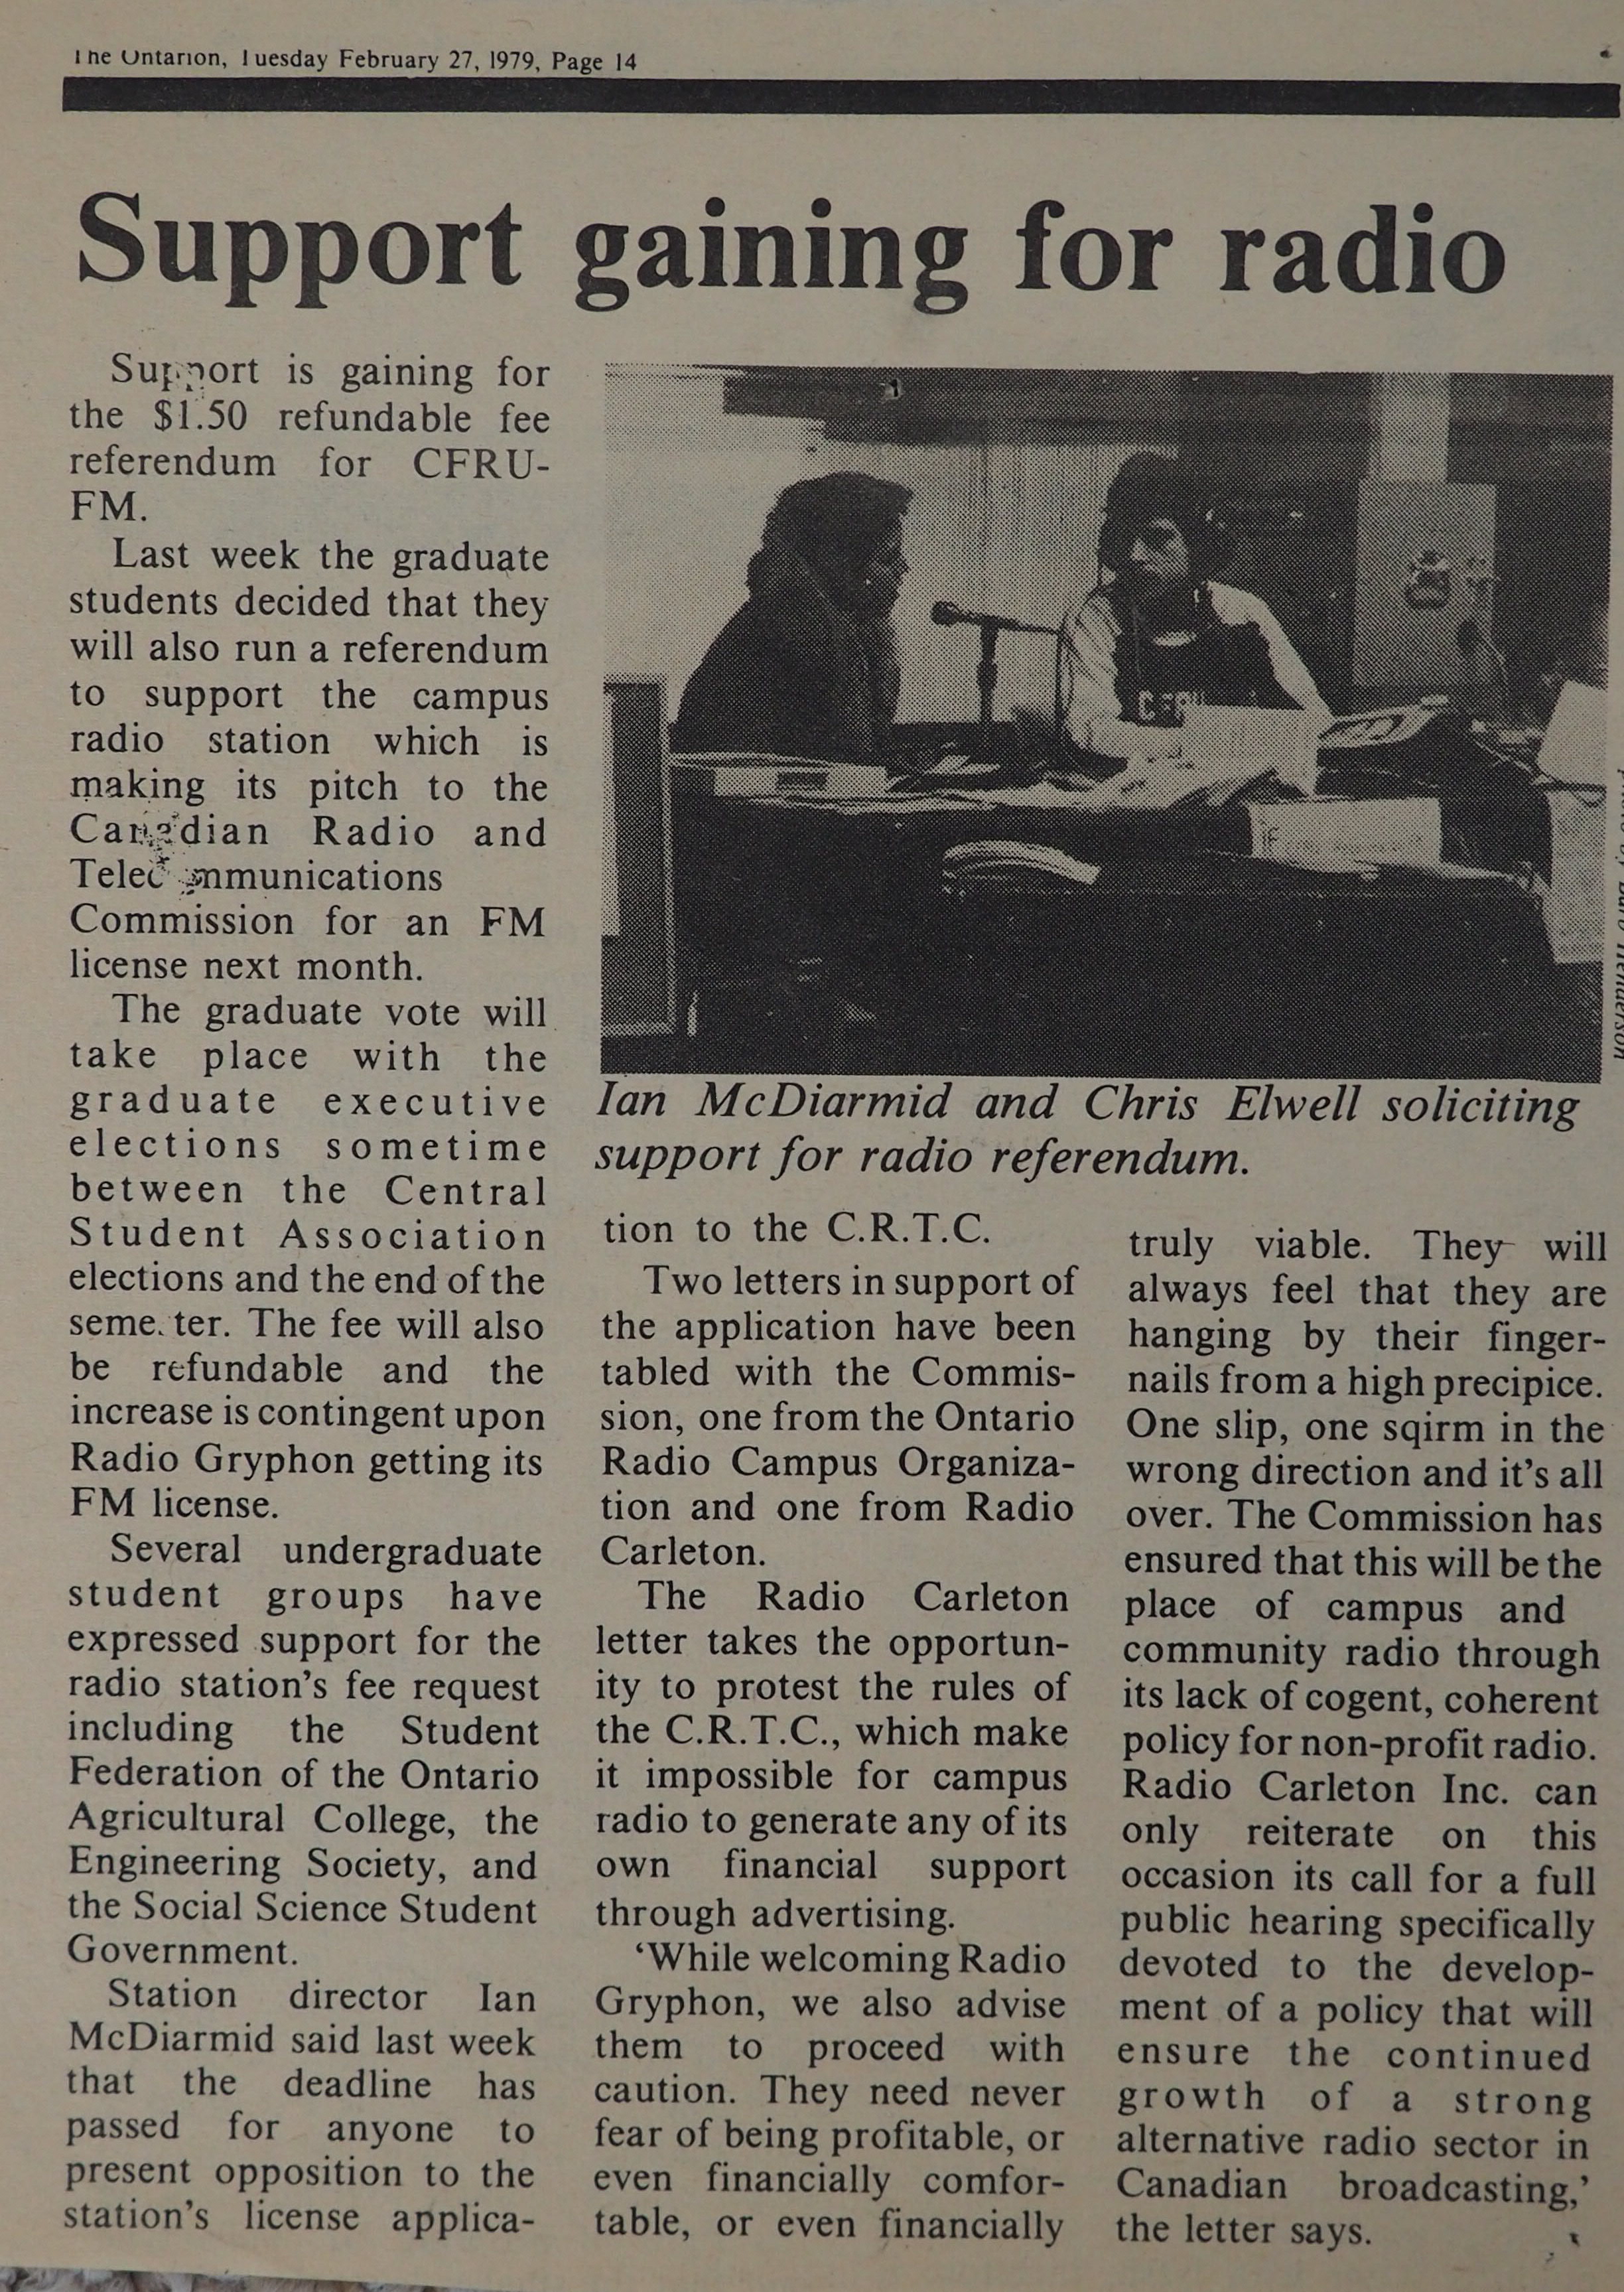 The Ontarion, Tuesday February 27, 1979, Page 14
Support gaining for radio
Support is gaining for
the $1.50 refundable fee
referendum for CFRU-
FM.
Last week the graduate
students decided that they
will also run a referendum
to support the campus
radio station which is
making its pitch to the
Canadian Radio and
Telecommunications
Commission for an FM
license next month.
The graduate vote will
take place with the
graduate executive
elections sometime
between the Central
Student Association
elections and the end of the
seme.ter. The fee will also
be refundable and the
increase is contingent upon
Radio Gryphon getting its
FM license.
Several undergraduate
student groups have
expressed support for the
radio station's fee request
including the Student
Federation of the Ontario
Agricultural College, the
Engineering Society, and
the Social Science Student
Government.
Station director Ian
McDiarmid said last week
that the deadline has
passed for anyone to
present opposition to the
station's license applica-
CFRU
Ian McDiarmid and Chris Elwell soliciting
support for radio referendum.
tion to the C.R.T.C.
Two letters in support of
the application have been
tabled with the Commis-
sion, one from the Ontario
Radio Campus Organiza-
tion and one from Radio
Carleton.
The Radio Carleton
letter takes the opportun-
ity to protest the rules of
the C.R.T.C., which make
it impossible for campus
radio to generate any of its
own financial support
through advertising.
‘While welcoming Radio
Gryphon, we also advise
them to proceed with
caution. They need never
fear of being profitable, or
even financially comfor-
table, or even financially
truly viable. They will
always feel that they are
hanging by their finger-
nails from a high precipice.
One slip, one sqirm in the
wrong direction and it's all
over. The Commission has
ensured that this will be the
place of campus and
community radio through
its lack of cogent, coherent
policy for non-profit radio.
Radio Carleton Inc. can
only reiterate on this
occasion its call for a full
public hearing specifically
devoted to the develop-
ment of a policy that will
ensure the continued
growth of a strong
alternative radio sector in
Canadian broadcasting,’
the letter says.